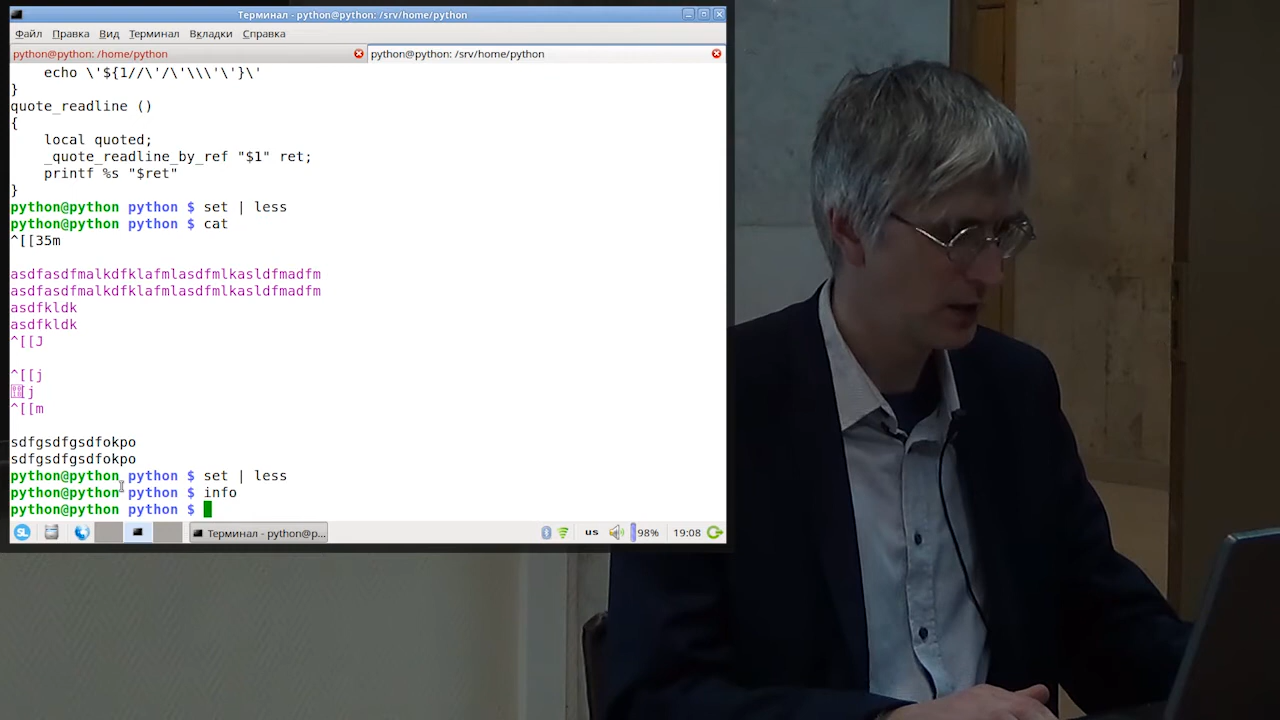 Терминал - python@python: /srv/home/python
Файл Правка Вид Терминал Вкладки Справка
python@python: /home/python python@python: /srv/home/python
echo \'${1//\'/\'\\\'\'}\'
}
quote_readline ()
{
local quoted;
_quote_readline_by_ref "$1" ret;
printf %s "$ret"
}
python@python python $ set | less
python@python python $ cat
^[[35m
asdfasdfmalkdfklafmlasdfmlkasldfmadfm
asdfasdfmalkdfklafmlasdfmlkasldfmadfm
asdfkldk
asdfkldk
^[[J
^[[j
[j
^[[m
sdfgsdfgsdfokpo
sdfgsdfgsdfokpo
python@python python $ set | less
python@python python $ info
python@python python $
Терминал - python@p... us 98% 19:08